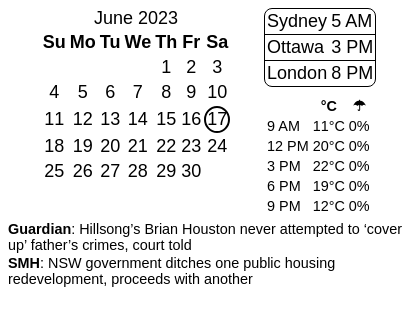 June 2023
Su Mo Tu We Th Fr Sa
1 2 3
4 5 6 7 8 9 10
11 12 13 14 15 16 17
18 19 20 21 22 23 24
25 26 27 28 29 30
Sydney 5 AM
Ottawa 3 PM
London 8 PM
°C ☂
9 AM 11°C 0%
12 PM 20°C 0%
3 PM 22°C 0%
6 PM 19°C 0%
9 PM 12°C 0%
Guardian: Hillsong’s Brian Houston never attempted to ‘cover
up’ father’s crimes, court told
SMH: NSW government ditches one public housing
redevelopment, proceeds with another